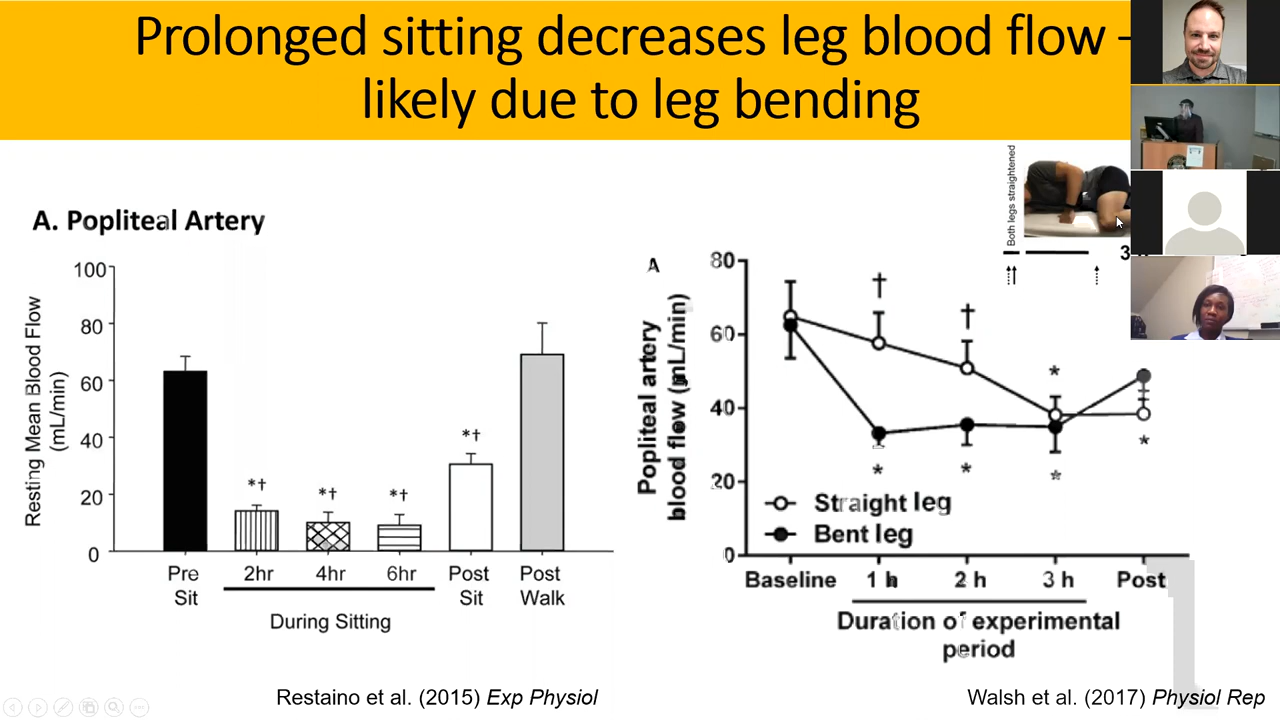 Prolonged sitting decreases leg blood flow -
likely due to leg bending
Both legs straightened
A. Popliteal Artery
Resting Mean Blood Flow
(mL/min)
100
80
60
40
20
0
*†
*†
*†
*†
Pre
Sit
2hr
4hr
6hr
Post
Sit
Post
Walk
During Sitting
Restaino et al. (2015) Exp Physiol
A
Popliteal artery
blood flow (mL/min)
80
60
40
20
0
†
†
*
*
*
*
*
Straight leg
Bent leg
Baseline
1 h
2 h
3 h
Post
Duration of experimental
period
Walsh et al. (2017) Physiol Rep